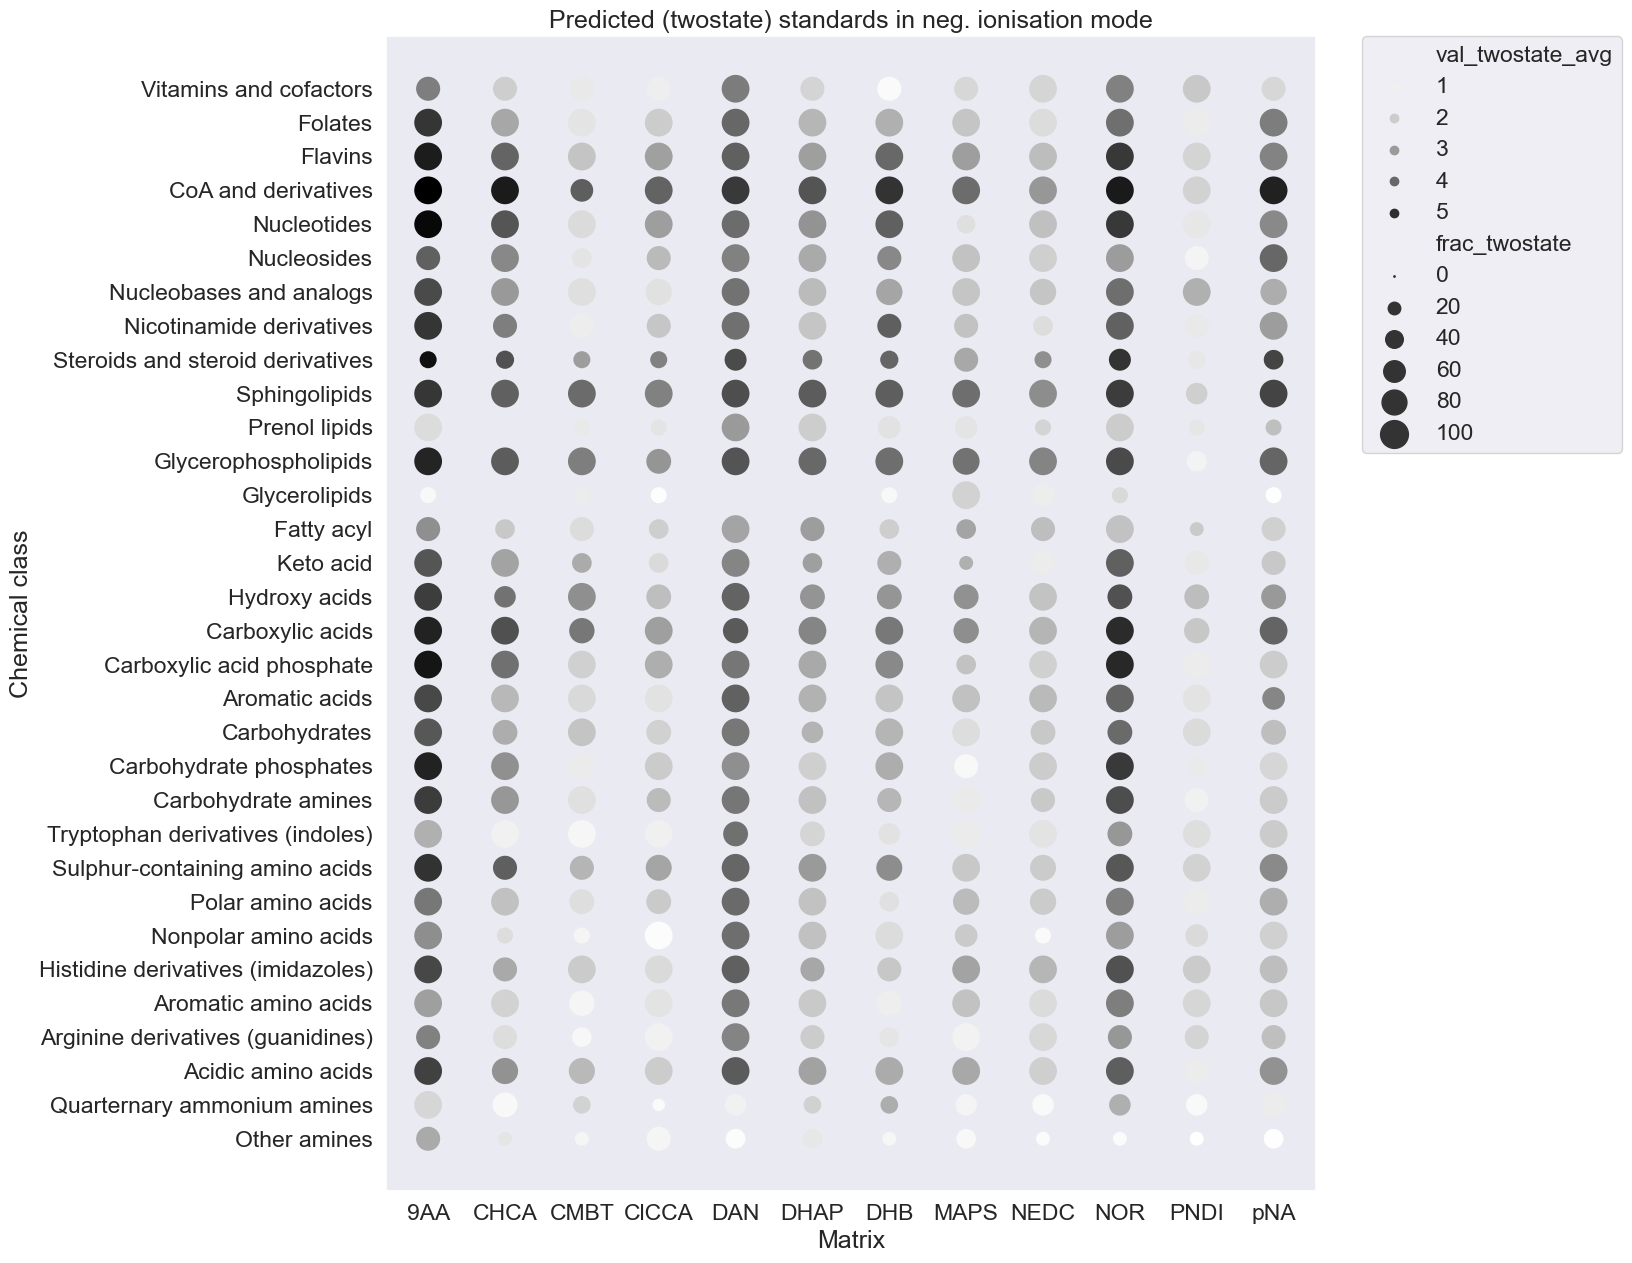 Predicted (twostate) standards in neg. ionisation mode
Chemical class
Vitamins and cofactors
Folates
Flavins
CoA and derivatives
Nucleotides
Nucleosides
Nucleobases and analogs
Nicotinamide derivatives
Steroids and steroid derivatives
Sphingolipids
Prenol lipids
Glycerophospholipids
Glycerolipids
Fatty acyl
Keto acid
Hydroxy acids
Carboxylic acids
Carboxylic acid phosphate
Aromatic acids
Carbohydrates
Carbohydrate phosphates
Carbohydrate amines
Tryptophan derivatives (indoles)
Sulphur-containing amino acids
Polar amino acids
Nonpolar amino acids
Histidine derivatives (imidazoles)
Aromatic amino acids
Arginine derivatives (guanidines)
Acidic amino acids
Quarternary ammonium amines
Other amines
9AA CHCA CMBT ClCCA DAN DHAP DHB MAPS NEDC NOR PNDI pNA
Matrix
val_twostate_avg
1
2
3
4
5
frac_twostate
0
20
40
60
80
100